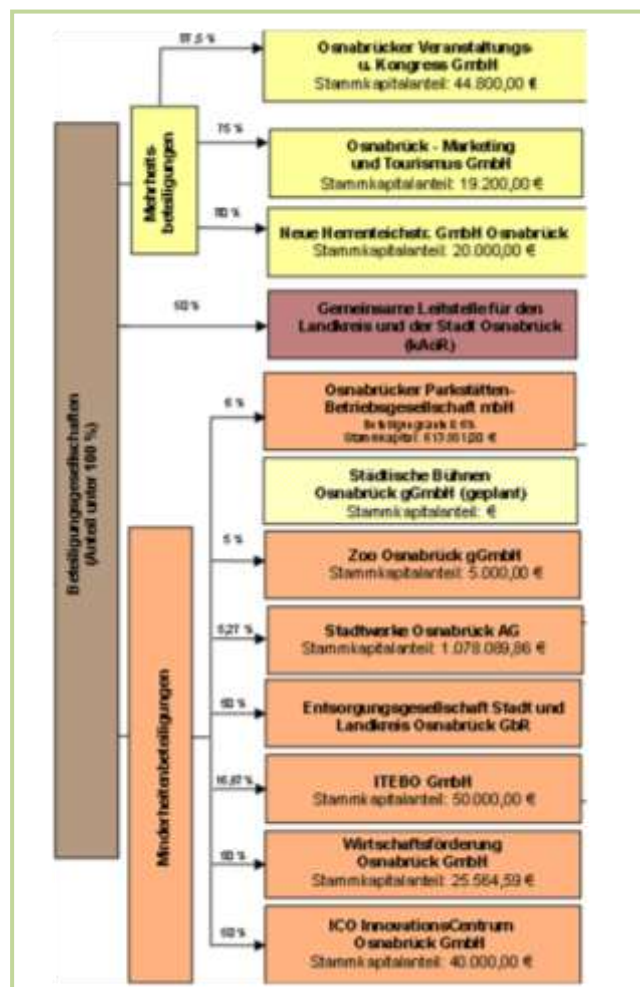 Beteiligungsgesellschaften
(Anteil unter 100 %)
Mehrheits-
beteiligungen
Osnabrücker Veranstaltungs-
u. Kongress GmbH
Stammkapitalanteil: 44.800,00 €
75 %
Osnabrück - Marketing
und Tourismus GmbH
Stammkapitalanteil: 19.200,00 €
Neue Herrenteichstr. GmbH Osnabrück
Stammkapitalanteil: 20.000,00 €
50 %
Gemeinsame Leitstelle für den
Landkreis und der Stadt Osnabrück
(kAöR)
Minderheitenbeteiligungen
6 %
Osnabrücker Parkstätten-
Betriebsgesellschaft mbH
Stammkapital:
Städtische Bühnen
Osnabrück gGmbH (geplant)
Stammkapitalanteil: €
5 %
Zoo Osnabrück gGmbH
Stammkapitalanteil: 5.000,00 €
Stadtwerke Osnabrück AG
Stammkapitalanteil: 1.078.089,86 €
50 %
Entsorgungsgesellschaft Stadt und
Landkreis Osnabrück GbR
16,67 %
ITEBO GmbH
Stammkapitalanteil: 50.000,00 €
50 %
Wirtschaftsförderung
Osnabrück GmbH
Stammkapitalanteil: 25.564,59 €
50 %
ICO InnovationsCentrum
Osnabrück GmbH
Stammkapitalanteil: 40.000,00 €